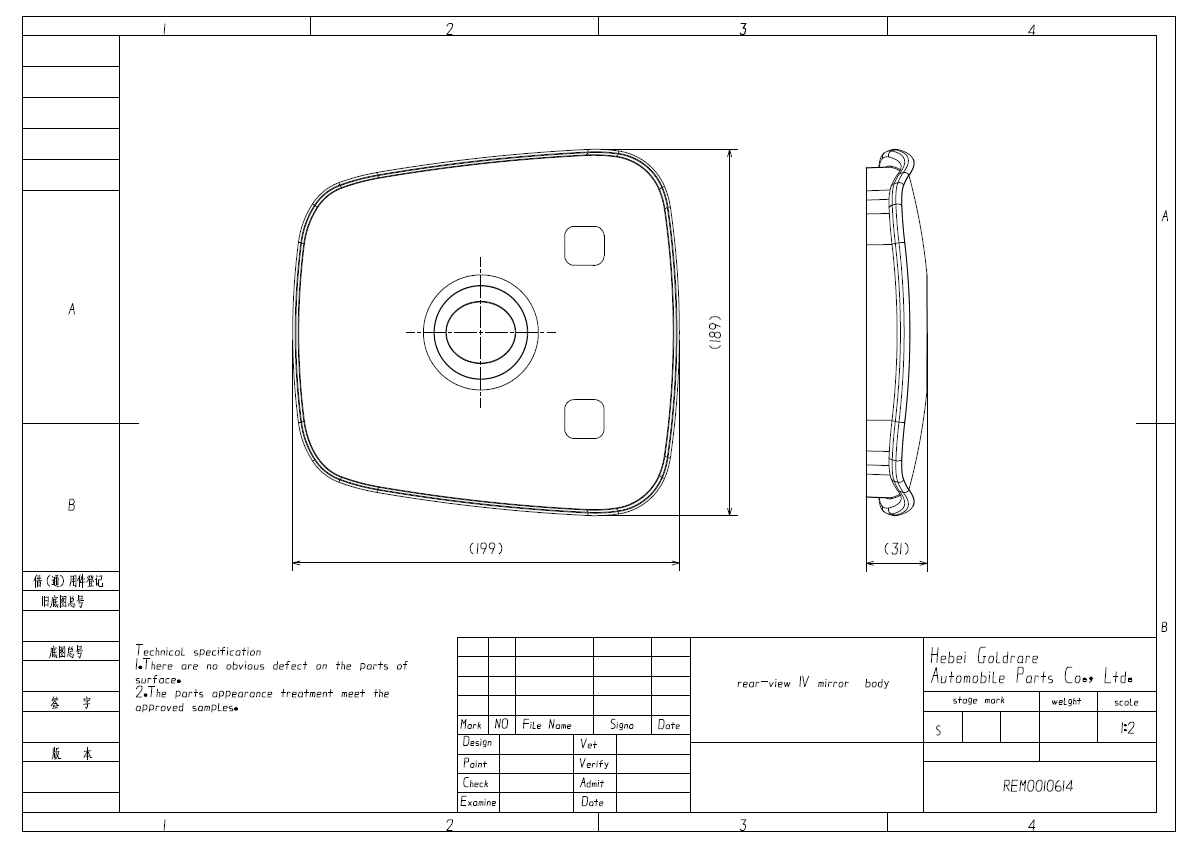 1 2 3 4
A
A
B
B
(189)
(199)
(31)
借（通）用件登记
旧底图总号
底图总号
签 字
版 本
Technical specification
1.There are no obvious defect on the parts of
surface.
2.The parts appearance treatment meet the
approved samples.
Mark NO File Name Signa Date
Design Vet
Point Verify
Check Admit
Examine Date
rear-view IV mirror body
Hebei Goldrare
Automobile Parts Co., Ltd.
stage mark weight scale
S 1:2
REM0010614
1 2 3 4